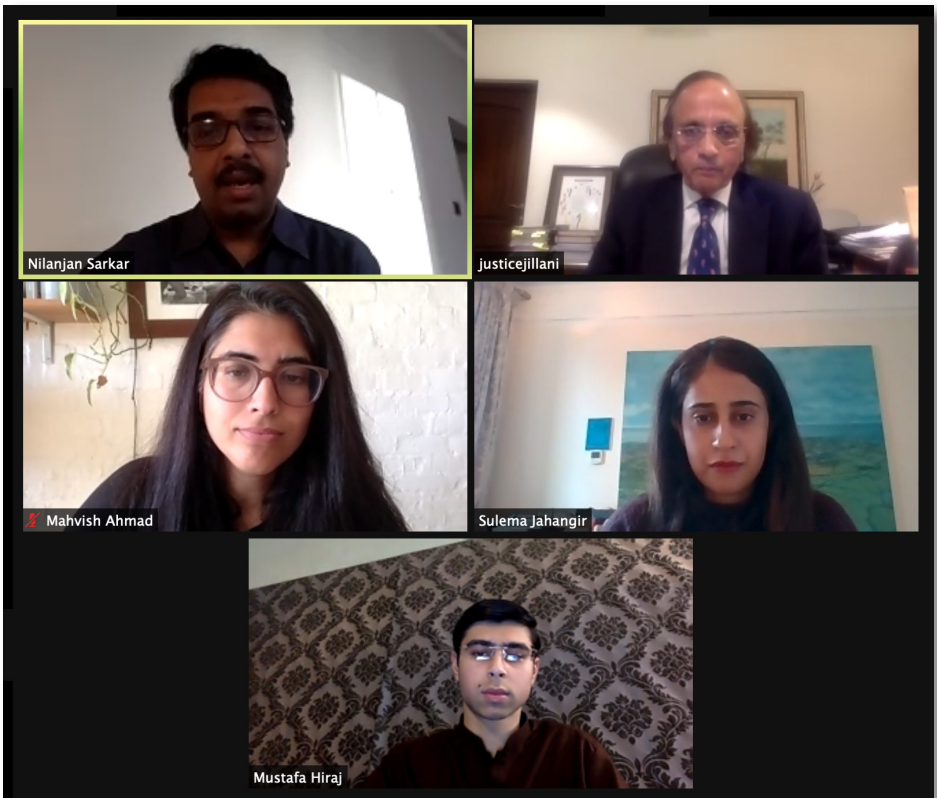 Nilanjan Sarkar
justicejillani
Mahvish Ahmad
Sulema Jahangir
Mustafa Hiraj